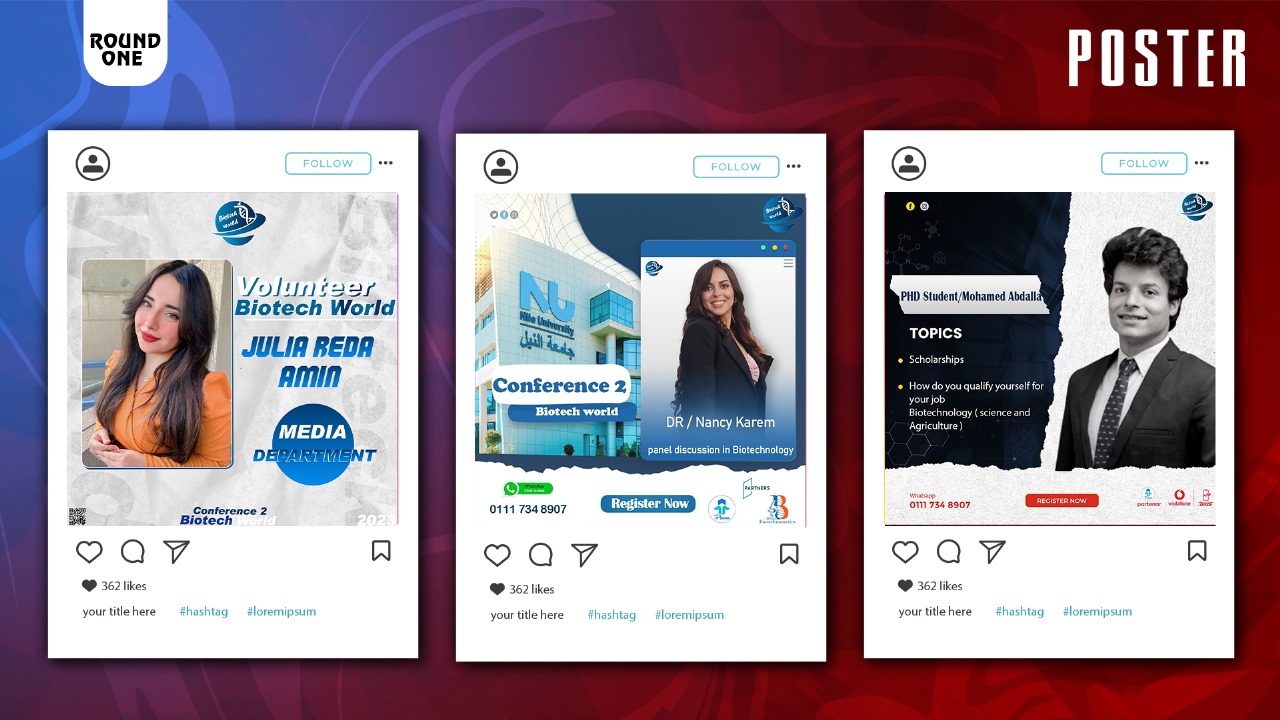 ROUND
ONE
POSTER
FOLLOW
Biotech
world
Volunteer
Biotech World
JULIA REDA
AMIN
MEDIA
DEPARTMENT
Conference 2
Biotech world
2023
362 likes
your title here #hashtag #loremipsum
FOLLOW
Biotech
world
NU
Nile University
جامعة النيل
Conference 2
Biotech world
DR / Nancy Karem
panel discussion in Biotechnology
PARTNERS
WhatsApp
0111 734 8907
Register Now
362 likes
your title here #hashtag #loremipsum
FOLLOW
Biotech
world
PHD Student/Mohamed Abdalla
TOPICS
Scholarships
How do you qualify yourself for
your job
Biotechnology ( science and
Agriculture )
Whatsapp
0111 734 8907
REGISTER NOW
partenar
vodafone
362 likes
your title here #hashtag #loremipsum